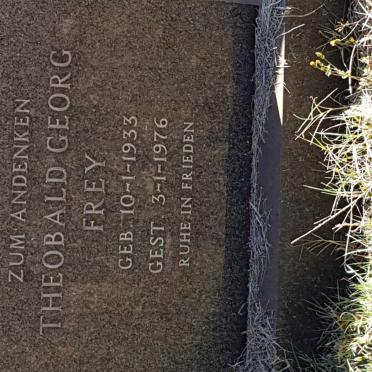 ZUM ANDENKEN
THEOBALD GEORG
FREY
GEB. 10-1-1933
GEST. 3-1-1976
RUHE IN FRIEDEN